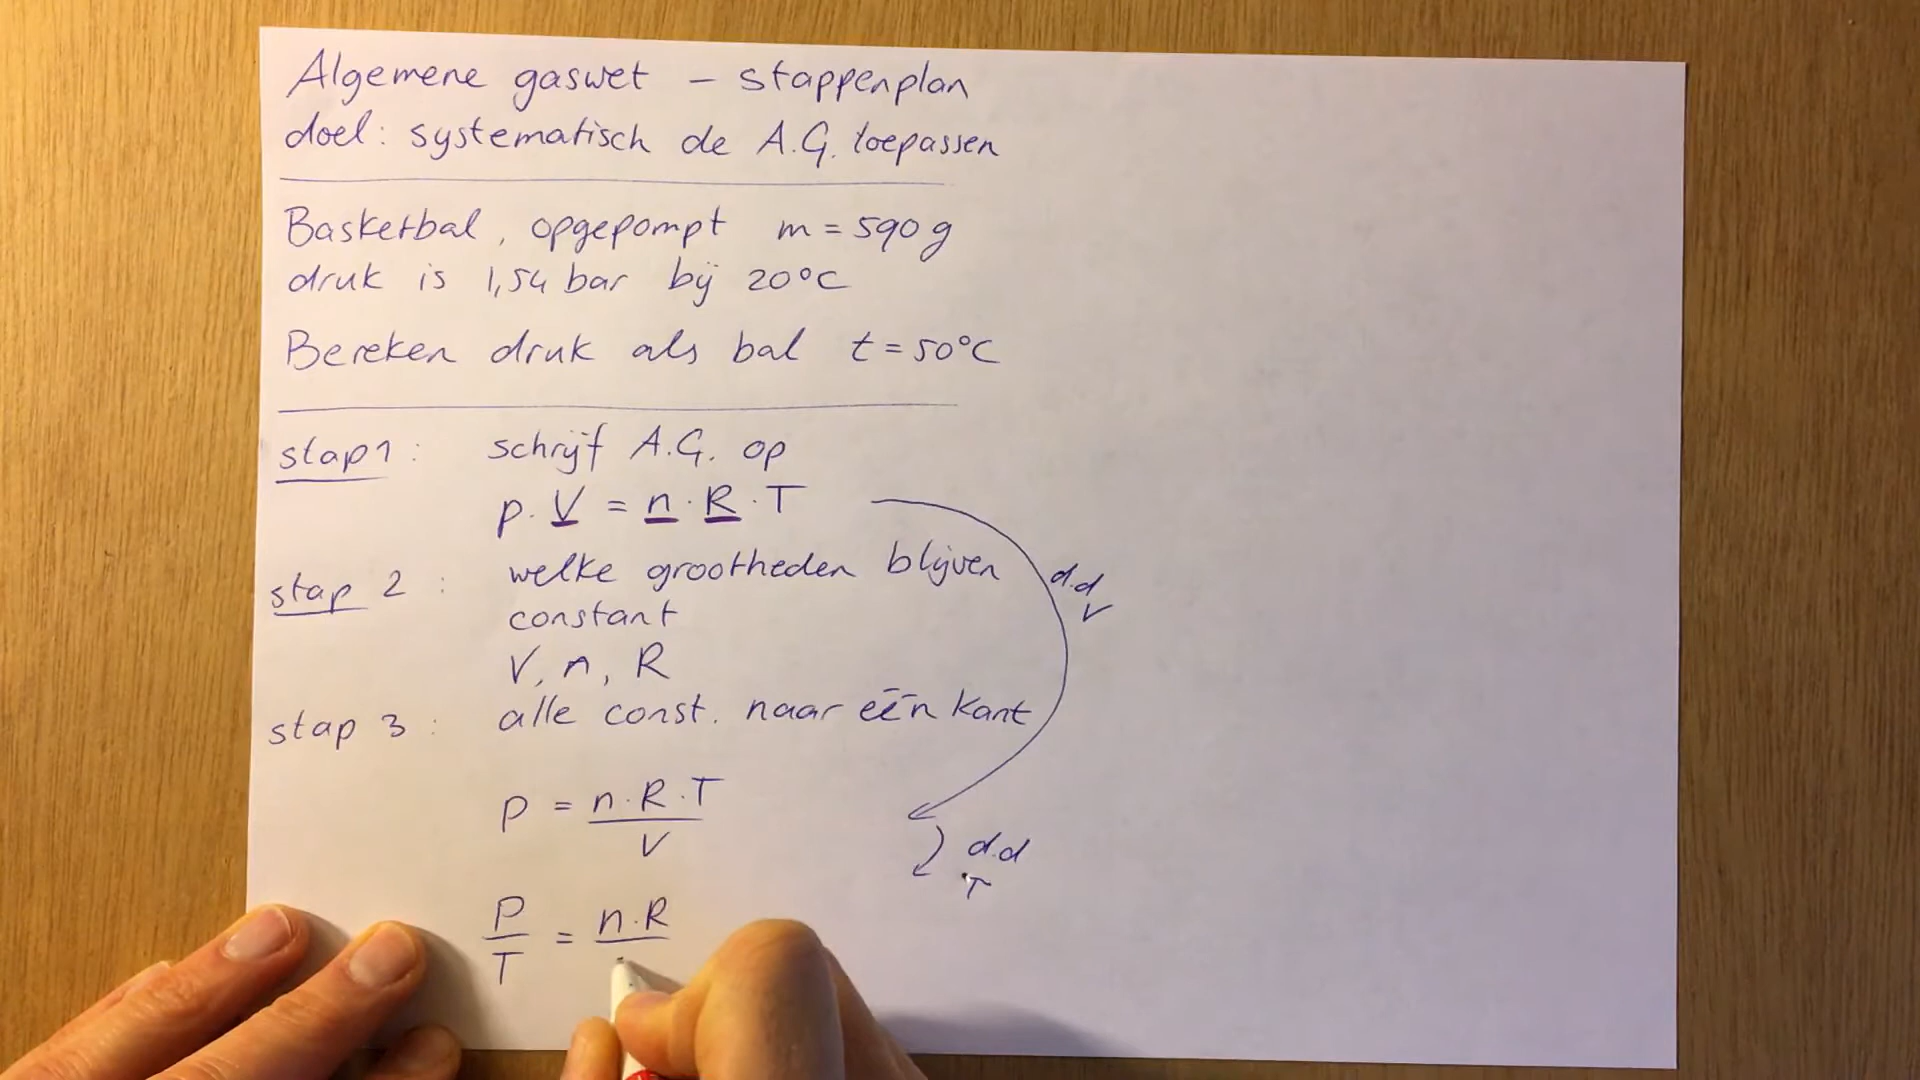 Algemene gaswet – stappenplan
doel: systematisch de A.G. toepassen
Basketbal, opgepompt m = 590 g
druk is 1,54 bar bij 20°C
Bereken druk als bal t = 50°C
stap 1: schrijf A.G. op
p · V = n · R · T
d.d V
stap 2: welke grootheden blijven
constant
V, n, R
stap 3: alle const. naar één kant
p = n · R · T / V
d.d T
P / T = n · R /